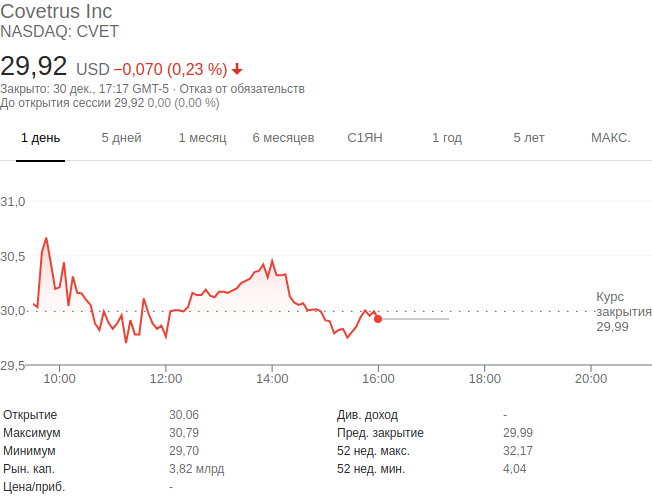 Covetrus Inc
NASDAQ: CVET
29,92 USD −0,070 (0,23 %)
Закрыто: 30 дек., 17:17 GMT-5 · Отказ от обязательств
До открытия сессии 29,92 0,00 (0,00 %)
1 день 5 дней 1 месяц 6 месяцев С1ЯН 1 год 5 лет МАКС.
31,0
30,5
Курс
30,0 закрытия
29,99
29,5
10:00 12:00 14:00 16:00 18:00 20:00
Открытие 30,06 Див. доход -
Максимум 30,79 Пред. закрытие 29,99
Минимум 29,70 52 нед. макс. 32,17
Рын. кап. 3,82 млрд 52 нед. мин. 4,04
Цена/приб. -